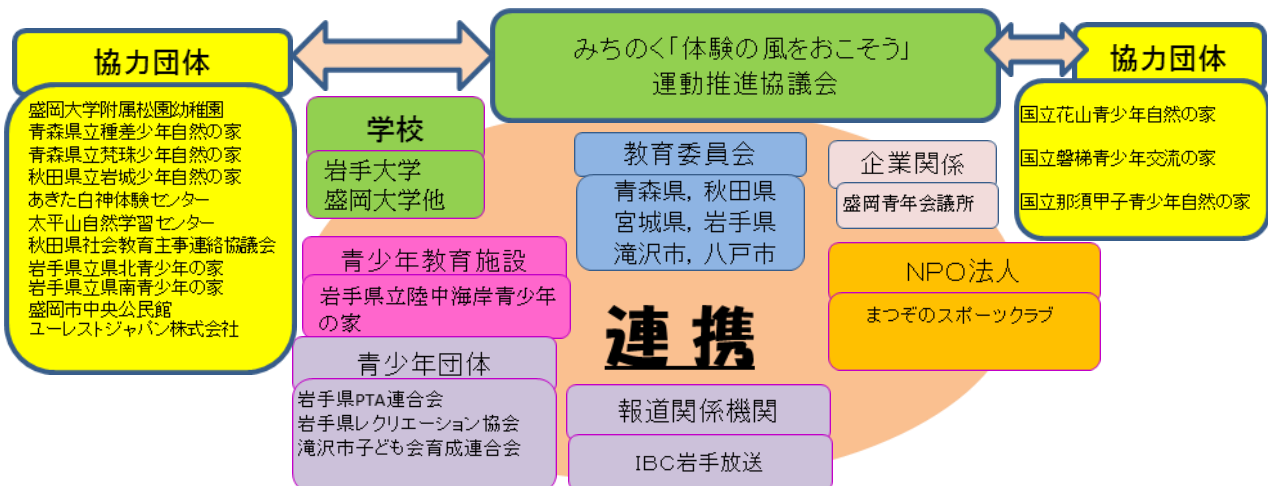 みちのく「体験の風をおこそう」
運動推進協議会
協力団体
盛岡大学附属松園幼稚園
青森県立種差少年自然の家
青森県立梵珠少年自然の家
秋田県立岩城少年自然の家
あきた白神体験センター
太平山自然学習センター
秋田県社会教育主事連絡協議会
岩手県立県北青少年の家
岩手県立県南青少年の家
盛岡市中央公民館
ユーレストジャパン株式会社
協力団体
国立花山青少年自然の家
国立磐梯青少年交流の家
国立那須甲子青少年自然の家
学校
岩手大学
盛岡大学他
教育委員会
青森県，秋田県
宮城県，岩手県
滝沢市，八戸市
企業関係
盛岡青年会議所
青少年教育施設
岩手県立陸中海岸青少年
の家
NPO法人
まつぞのスポーツクラブ
連携
青少年団体
岩手県PTA連合会
岩手県レクリエーション協会
滝沢市子ども会育成連合会
報道関係機関
IBC岩手放送